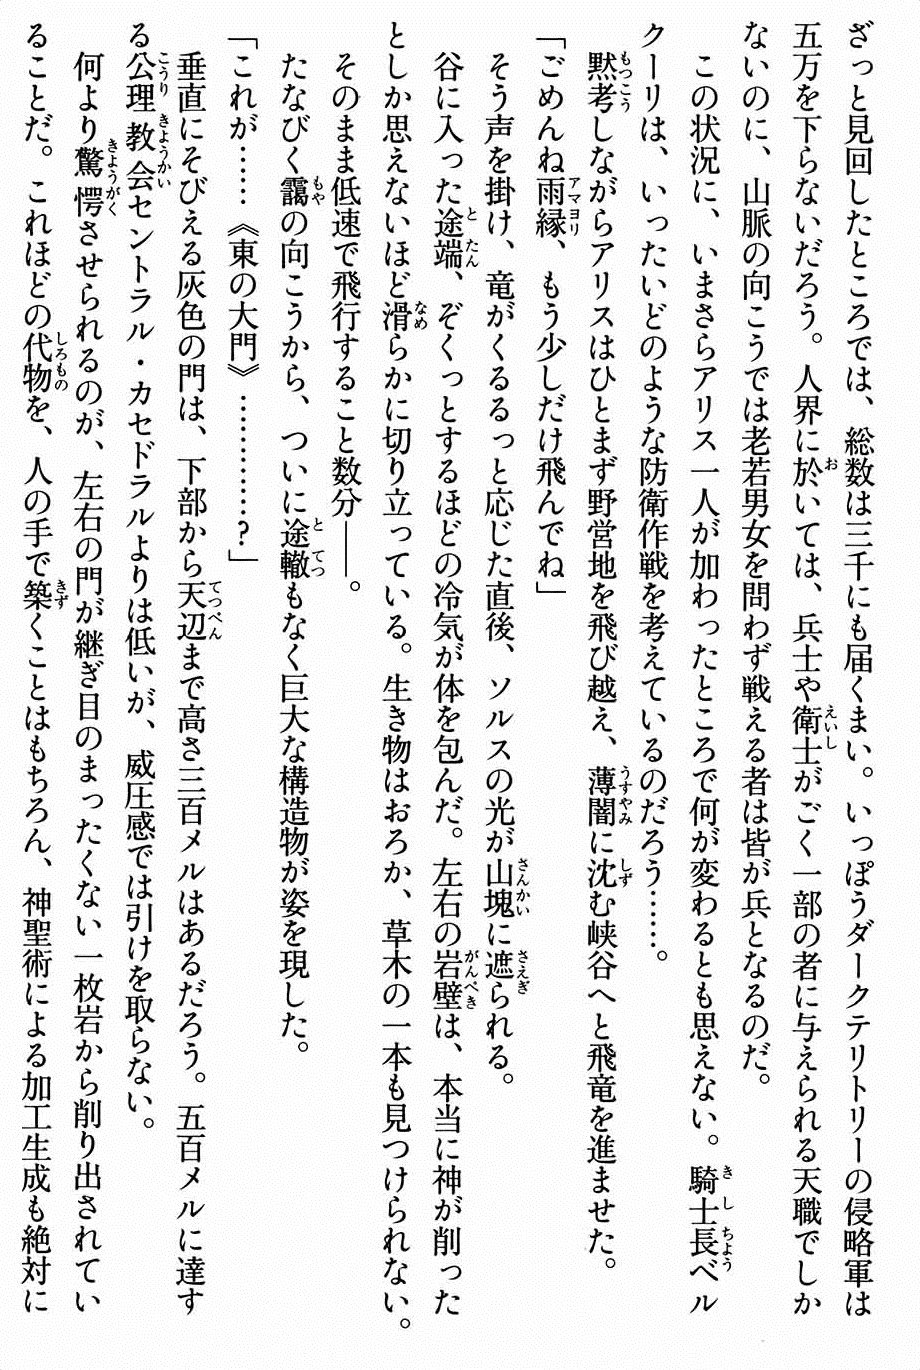 ざっと見回したところでは、総数は三千にも届くまい。いっぽうダークテリトリーの侵略軍は
五万を下らないだろう。人界に於いては、兵士や衛士がごく一部の者に与えられる天職でしか
ないのに、山脈の向こうでは老若男女を問わず戦える者は皆が兵となるのだ。
この状況に、いまさらアリス一人が加わったところで何が変わるとも思えない。騎士長ベル
クーリは、いったいどのような防衛作戦を考えているのだろう……。
黙考しながらアリスはひとまず野営地を飛び越え、薄闇に沈む峡谷へと飛竜を進ませた。
「ごめんね雨縁、もう少しだけ飛んでね」
そう声を掛け、竜がくるるっと応じた直後、ソルスの光が山塊に遮られる。
谷に入った途端、ぞくっとするほどの冷気が体を包んだ。左右の岩壁は、本当に神が削った
としか思えないほど滑らかに切り立っている。生き物はおろか、草木の一本も見つけられない。
そのまま低速で飛行すること数分――。
たなびく靄の向こうから、ついに途轍もなく巨大な構造物が姿を現した。
「これが……《東の大門》…………?」
垂直にそびえる灰色の門は、下部から天辺まで高さ三百メルはあるだろう。五百メルに達す
る公理教会セントラル・カセドラルよりは低いが、威圧感では引けを取らない。
何より驚愕させられるのが、左右の門が継ぎ目のまったくない一枚岩から削り出されてい
ることだ。これほどの代物を、人の手で築くことはもちろん、神聖術による加工生成も絶対に